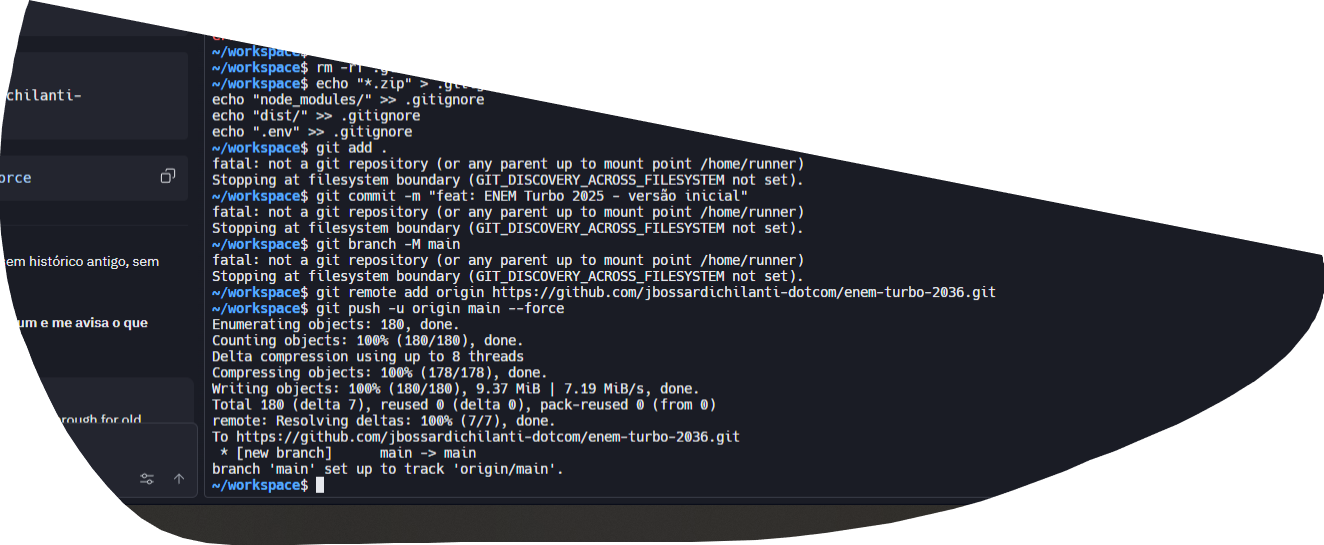 ~/workspace$
~/workspace$ rm -rf
~/workspace$ echo "*.zip" >
chilanti-
echo "node_modules/" >> .gitignore
echo "dist/" >> .gitignore
echo ".env" >> .gitignore
~/workspace$ git add .
fatal: not a git repository (or any parent up to mount point /home/runner)
Stopping at filesystem boundary (GIT_DISCOVERY_ACROSS_FILESYSTEM not set).
orce
~/workspace$ git commit -m "feat: ENEM Turbo 2025 - versão inicial"
fatal: not a git repository (or any parent up to mount point /home/runner)
Stopping at filesystem boundary (GIT_DISCOVERY_ACROSS_FILESYSTEM not set).
~/workspace$ git branch -M main
fatal: not a git repository (or any parent up to mount point /home/runner)
Stopping at filesystem boundary (GIT_DISCOVERY_ACROSS_FILESYSTEM not set).
em histórico antigo, sem
~/workspace$ git remote add origin https://github.com/jbossardichilanti-dotcom/enem-turbo-2036.git
~/workspace$ git push -u origin main --force
Enumerating objects: 180, done.
um e me avisa o que
Counting objects: 100% (180/180), done.
Delta compression using up to 8 threads
Compressing objects: 100% (178/178), done.
Writing objects: 100% (180/180), 9.37 MiB | 7.19 MiB/s, done.
Total 180 (delta 7), reused 0 (delta 0), pack-reused 0 (from 0)
rough for old
remote: Resolving deltas: 100% (7/7), done.
To https://github.com/jbossardichilanti-dotcom/enem-turbo-2036.git
 * [new branch]      main -> main
branch 'main' set up to track 'origin/main'.
~/workspace$